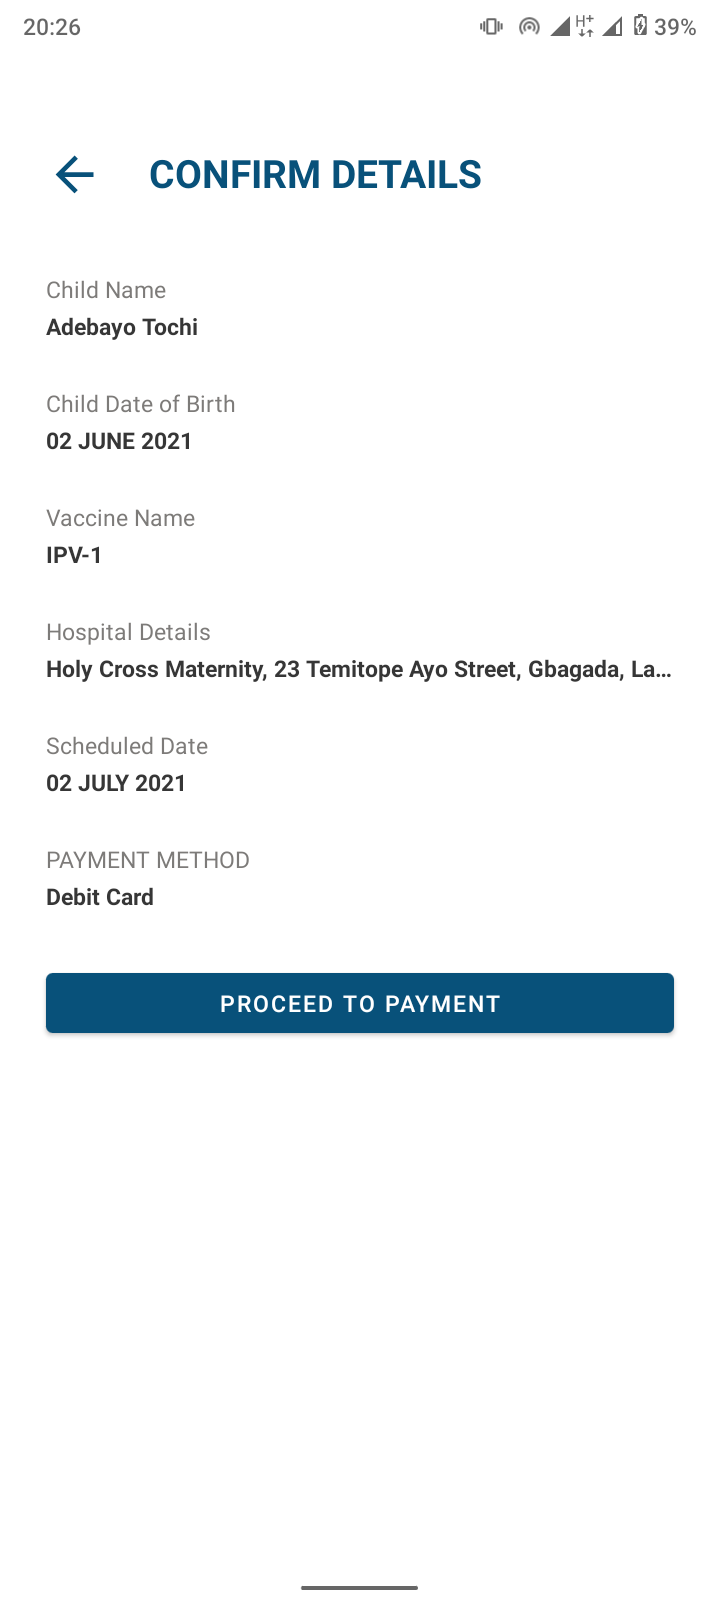 20:26
H+
39%
CONFIRM DETAILS
Child Name
Adebayo Tochi
Child Date of Birth
02 JUNE 2021
Vaccine Name
IPV-1
Hospital Details
Holy Cross Maternity, 23 Temitope Ayo Street, Gbagada, La...
Scheduled Date
02 JULY 2021
PAYMENT METHOD
Debit Card
PROCEED TO PAYMENT